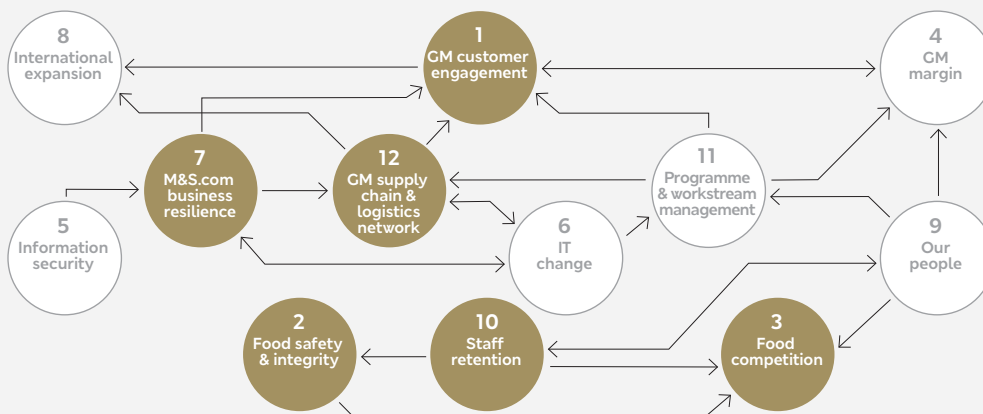 8
International
expansion
1
GM customer
engagement
4
GM
margin
7
M&S.com
business
resilience
12
GM supply
chain &
logistics
network
11
Programme
& workstream
management
5
Information
security
6
IT
change
9
Our
people
2
Food safety
& integrity
10
Staff
retention
3
Food
competition